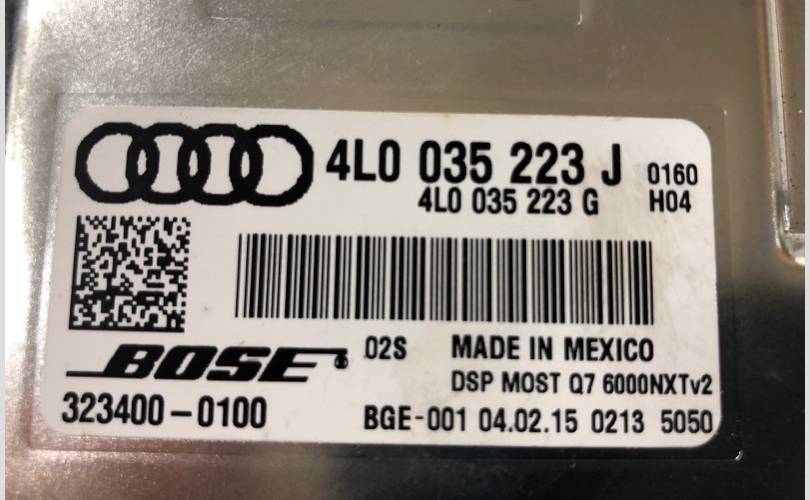 4L0 035 223 J 0160
4L0 035 223 G H04
BOSE 02S MADE IN MEXICO
DSP MOST Q7 6000NXTv2
323400-0100 BGE-001 04.02.15 0213 5050